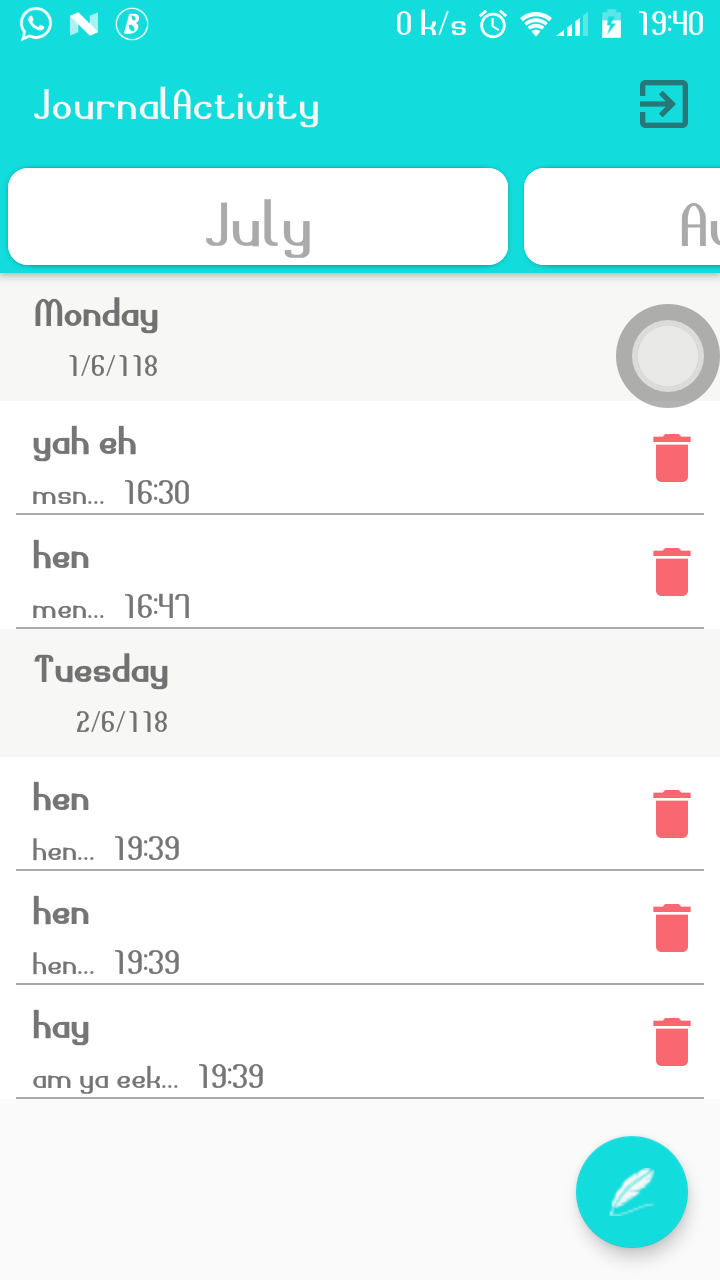 0 k/s 19:40
JournalActivity
July
Monday
1/6/118
yah eh
msn... 16:30
hen
men... 16:47
Tuesday
2/6/118
hen
hen... 19:39
hen
hen... 19:39
hay
am ya eek... 19:39